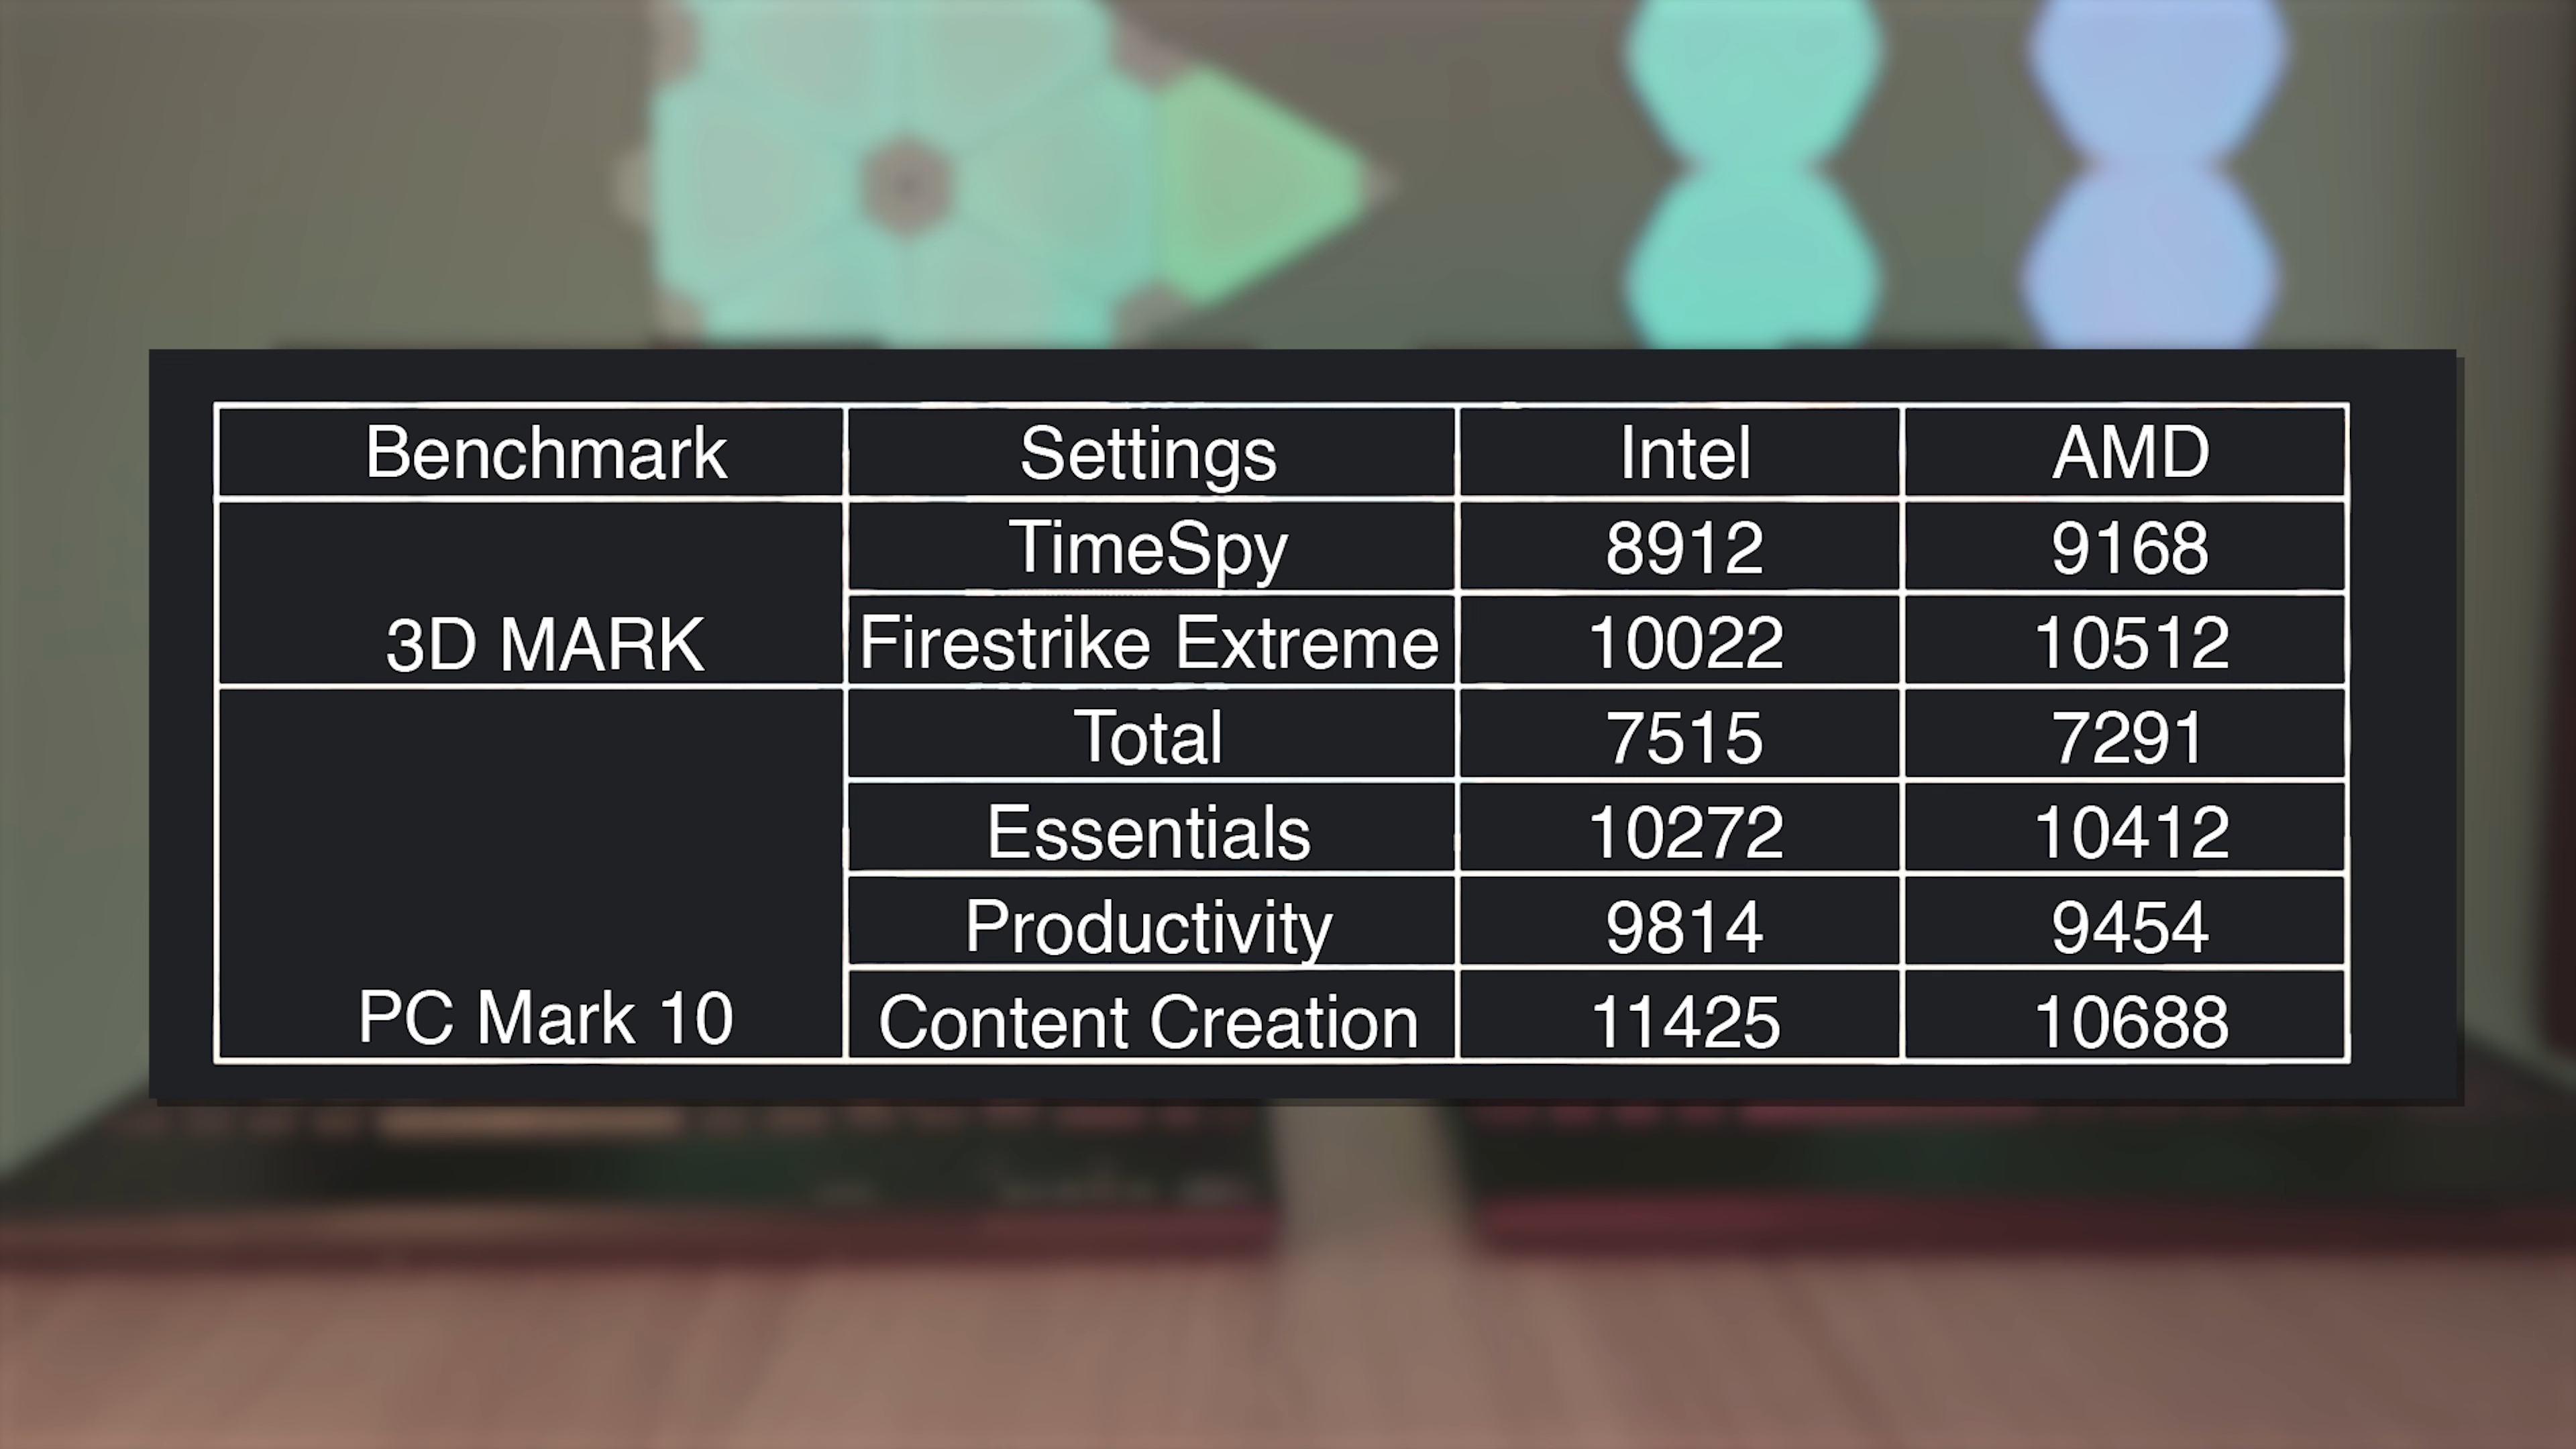 Benchmark Settings Intel AMD
TimeSpy 8912 9168
3D MARK Firestrike Extreme 10022 10512
Total 7515 7291
Essentials 10272 10412
Productivity 9814 9454
PC Mark 10 Content Creation 11425 10688